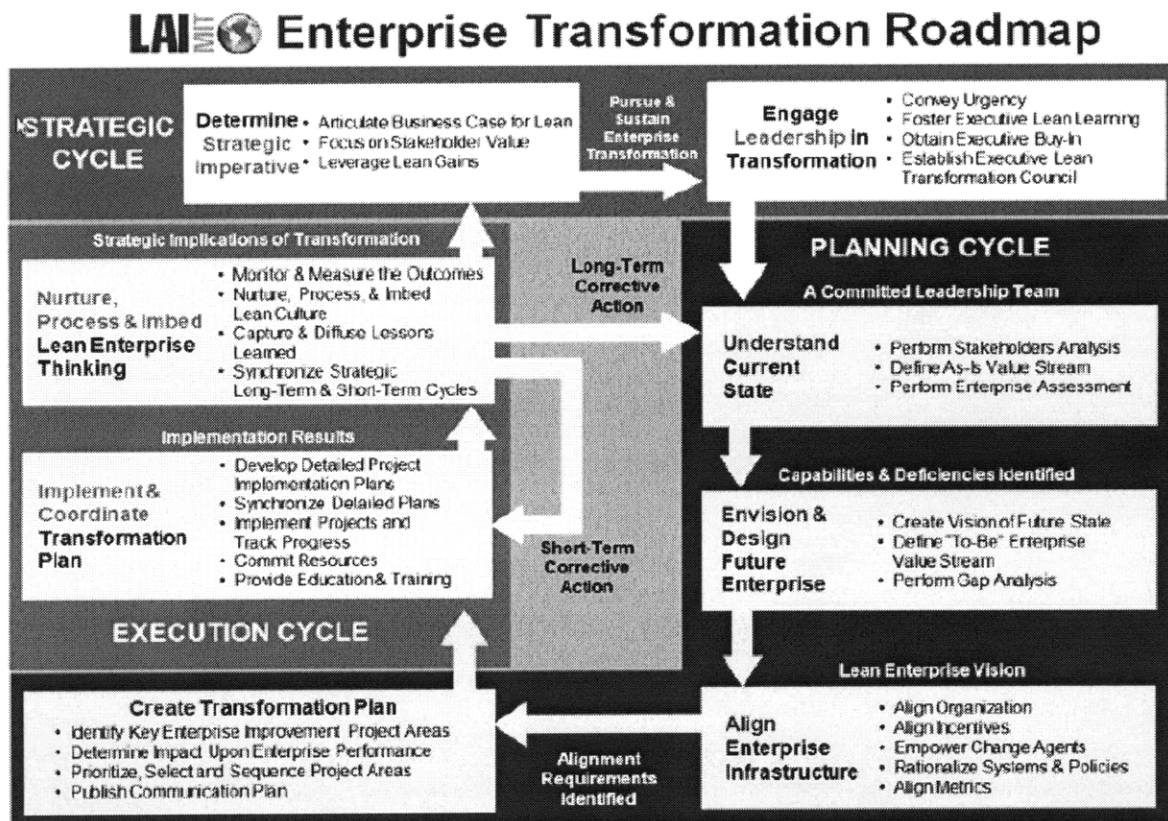 LAI MIT Enterprise Transformation Roadmap
STRATEGIC
CYCLE
Determine
Strategic
Imperative
• Articulate Business Case for Lean
• Focus on Stakeholder Value
• Leverage Lean Gains
Pursue &
Sustain
Enterprise
Transformation
Engage
Leadership in
Transformation
• Convey Urgency
• Foster Executive Lean Learning
• Obtain Executive Buy-In
• Establish Executive Lean
Transformation Council
Strategic Implications of Transformation
Nurture,
Process & Imbed
Lean Enterprise
Thinking
• Monitor & Measure the Outcomes
• Nurture, Process, & Imbed
Lean Culture
• Capture & Diffuse Lessons
Learned
• Synchronize Strategic
Long-Term & Short-Term Cycles
Long-Term
Corrective
Action
PLANNING CYCLE
A Committed Leadership Team
Understand
Current
State
• Perform Stakeholders Analysis
• Define As-Is Value Stream
• Perform Enterprise Assessment
Implementation Results
Implement &
Coordinate
Transformation
Plan
• Develop Detailed Project
Implementation Plans
• Synchronize Detailed Plans
• Implement Projects and
Track Progress
• Commit Resources
• Provide Education & Training
Short-Term
Corrective
Action
Capabilities & Deficiencies Identified
Envision &
Design
Future
Enterprise
• Create Vision of Future State
• Define "To-Be" Enterprise
Value Stream
• Perform Gap Analysis
EXECUTION CYCLE
Lean Enterprise Vision
Create Transformation Plan
• Identify Key Enterprise Improvement Project Areas
• Determine Impact Upon Enterprise Performance
• Prioritize, Select and Sequence Project Areas
• Publish Communication Plan
Alignment
Requirements
Identified
Align
Enterprise
Infrastructure
• Align Organization
• Align Incentives
• Empower Change Agents
• Rationalize Systems & Policies
• Align Metrics